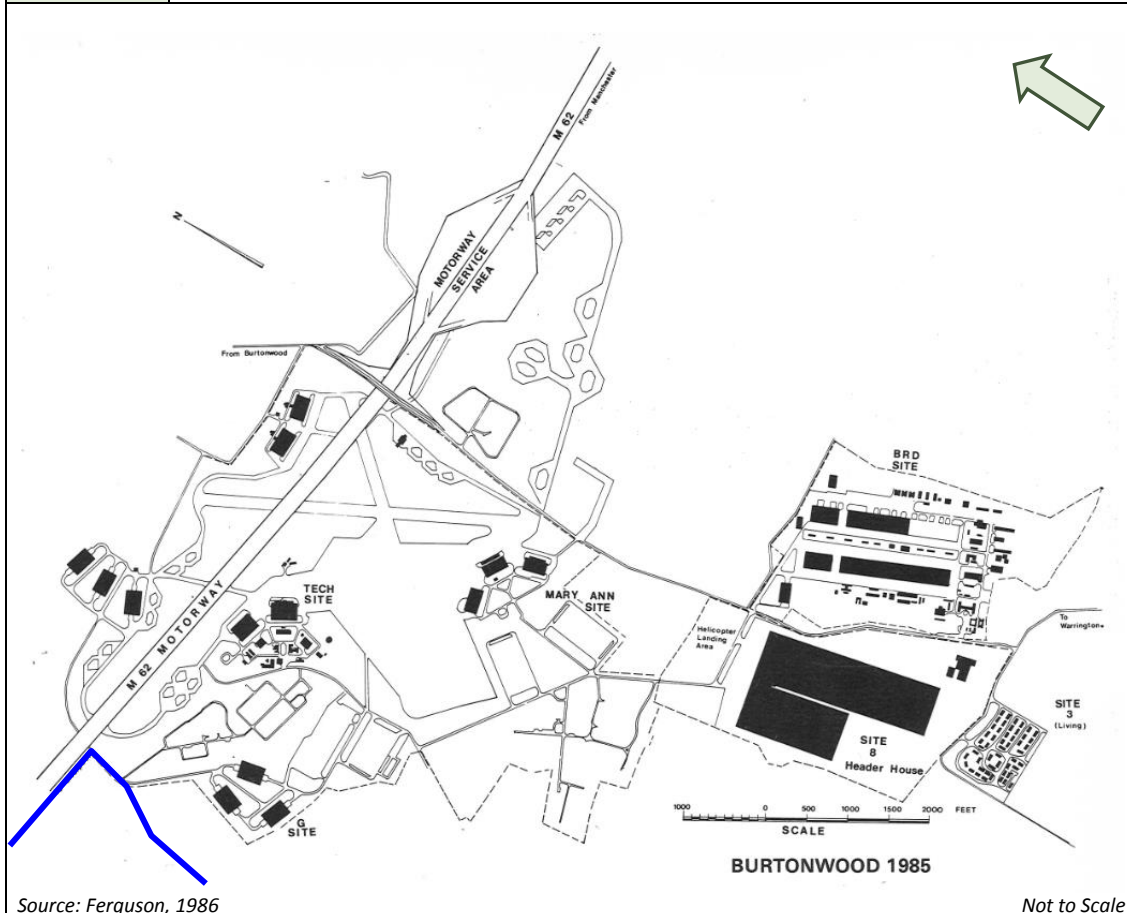 M 62
From Manchester
N
MOTORWAY
SERVICE
AREA
From Burtonwood
BRD
SITE
TECH
SITE
MARY ANN
SITE
M 62 MOTORWAY
Helicopter
Landing
Area
To
Warrington
SITE
3
(Living)
SITE
8
Header House
G
SITE
1000 0 500 1000 1500 2000 FEET
SCALE
BURTONWOOD 1985
Source: Ferguson, 1986
Not to Scale